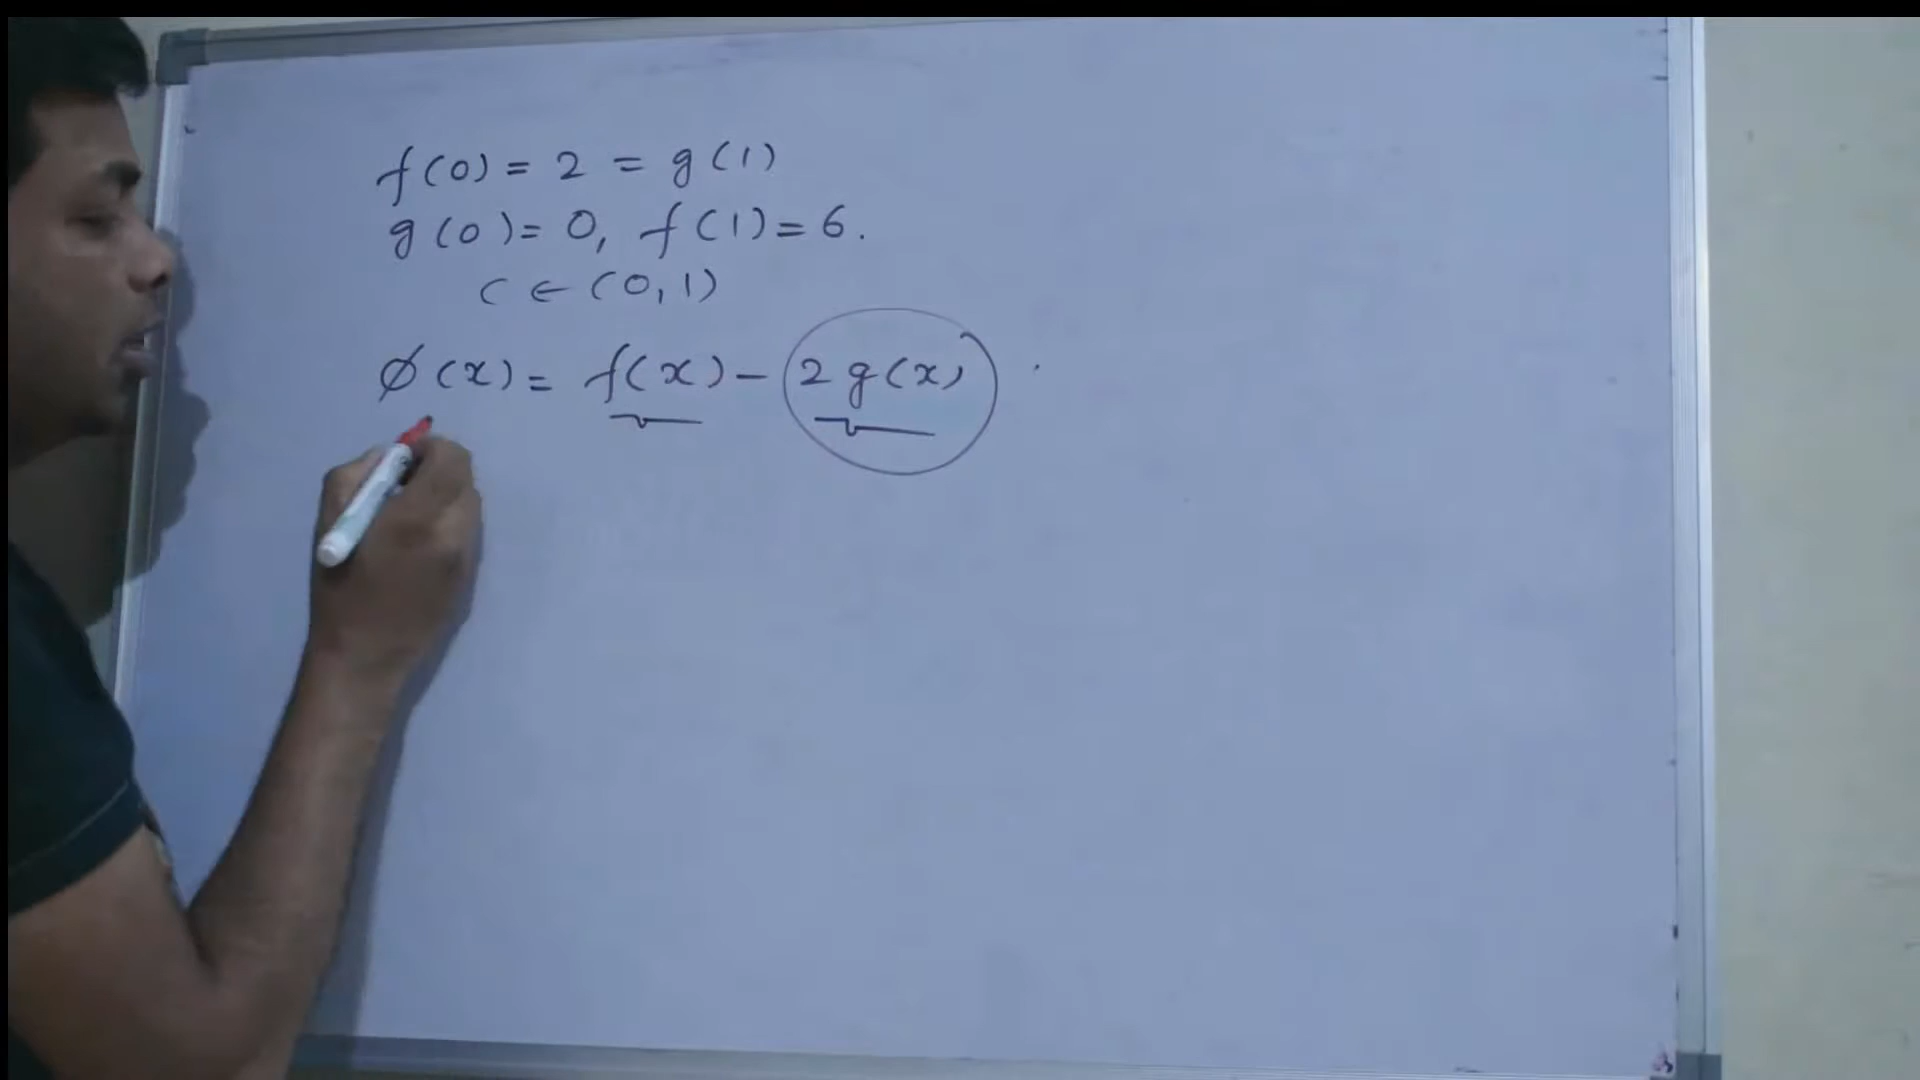 f(0) = 2 = g(1)
g(0) = 0, f(1) = 6.
c ∈ (0,1)
ϕ(x) = f(x) - 2g(x)